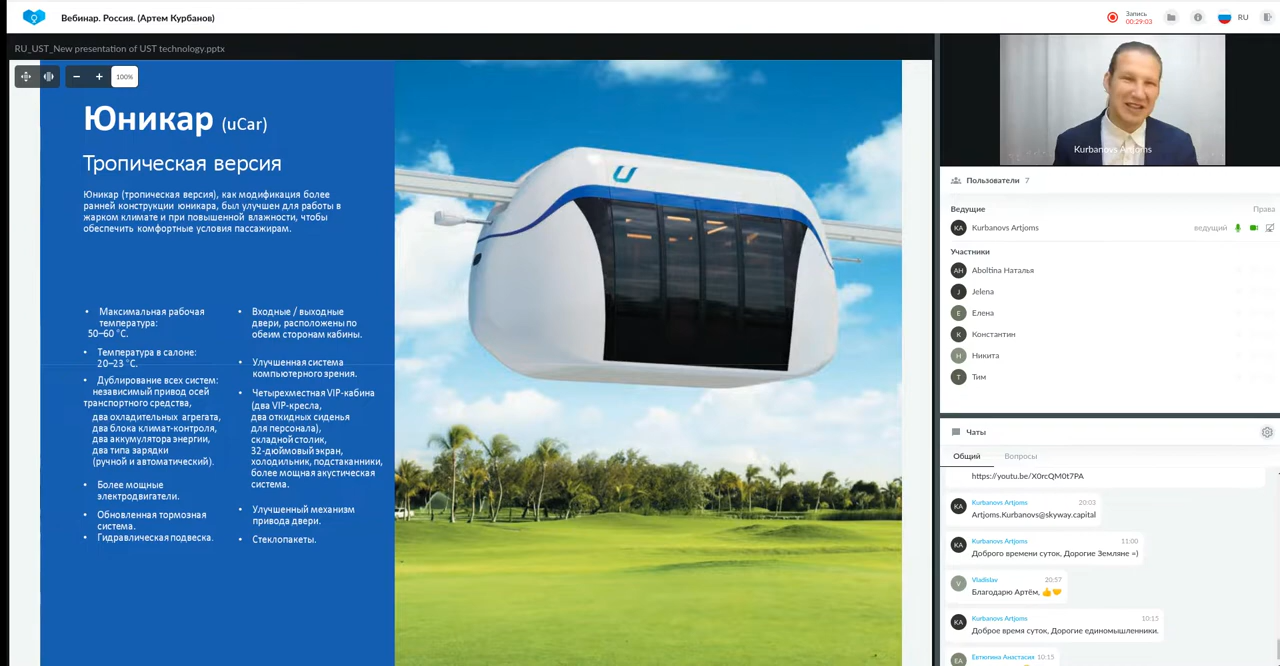 Вебинар. Россия. (Артем Курбанов)
Запись
00:29:03
RU
RU_UST_New presentation of UST technology.pptx
100%
Юникар (uCar)
Тропическая версия
Юникар (тропическая версия), как модификация более
ранней конструкции юникара, был улучшен для работы в
жарком климате и при повышенной влажности, чтобы
обеспечить комфортные условия пассажирам.
• Максимальная рабочая
температура:
50–60 °C.
• Температура в салоне:
20–23 °C.
• Дублирование всех систем:
независимый привод осей
транспортного средства,
два охладительных агрегата,
два блока климат-контроля,
два аккумулятора энергии,
два типа зарядки
(ручной и автоматический).
• Более мощные
электродвигатели.
• Обновленная тормозная
система.
• Гидравлическая подвеска.
• Входные / выходные
двери, расположены по
обеим сторонам кабины.
• Улучшенная система
компьютерного зрения.
• Четырехместная VIP-кабина
(два VIP-кресла,
два откидных сиденья
для персонала),
складной столик,
32-дюймовый экран,
холодильник, подстаканники,
более мощная акустическая
система.
• Улучшенный механизм
привода двери.
• Стеклопакеты.
Kurbanovs Artjoms
Пользователи 7
Ведущие
Права
KA Kurbanovs Artjoms
ведущий
Участники
AH Aboltina Наталья
J Jelena
Е Елена
К Константин
Н Никита
Т Тим
Чаты
Общий Вопросы
https://youtu.be/X0rcQM0t7PA
KA Kurbanovs Artjoms 20:03
Artjoms.Kurbanovs@skyway.capital
KA Kurbanovs Artjoms 11:00
Доброго времени суток, Дорогие Земляне =)
V Vladislav 20:57
Благодарю Артём, 👍🤝
KA Kurbanovs Artjoms 10:15
Доброе время суток, Дорогие единомышленники.
ЕА Евтюгина Анастасия 10:15